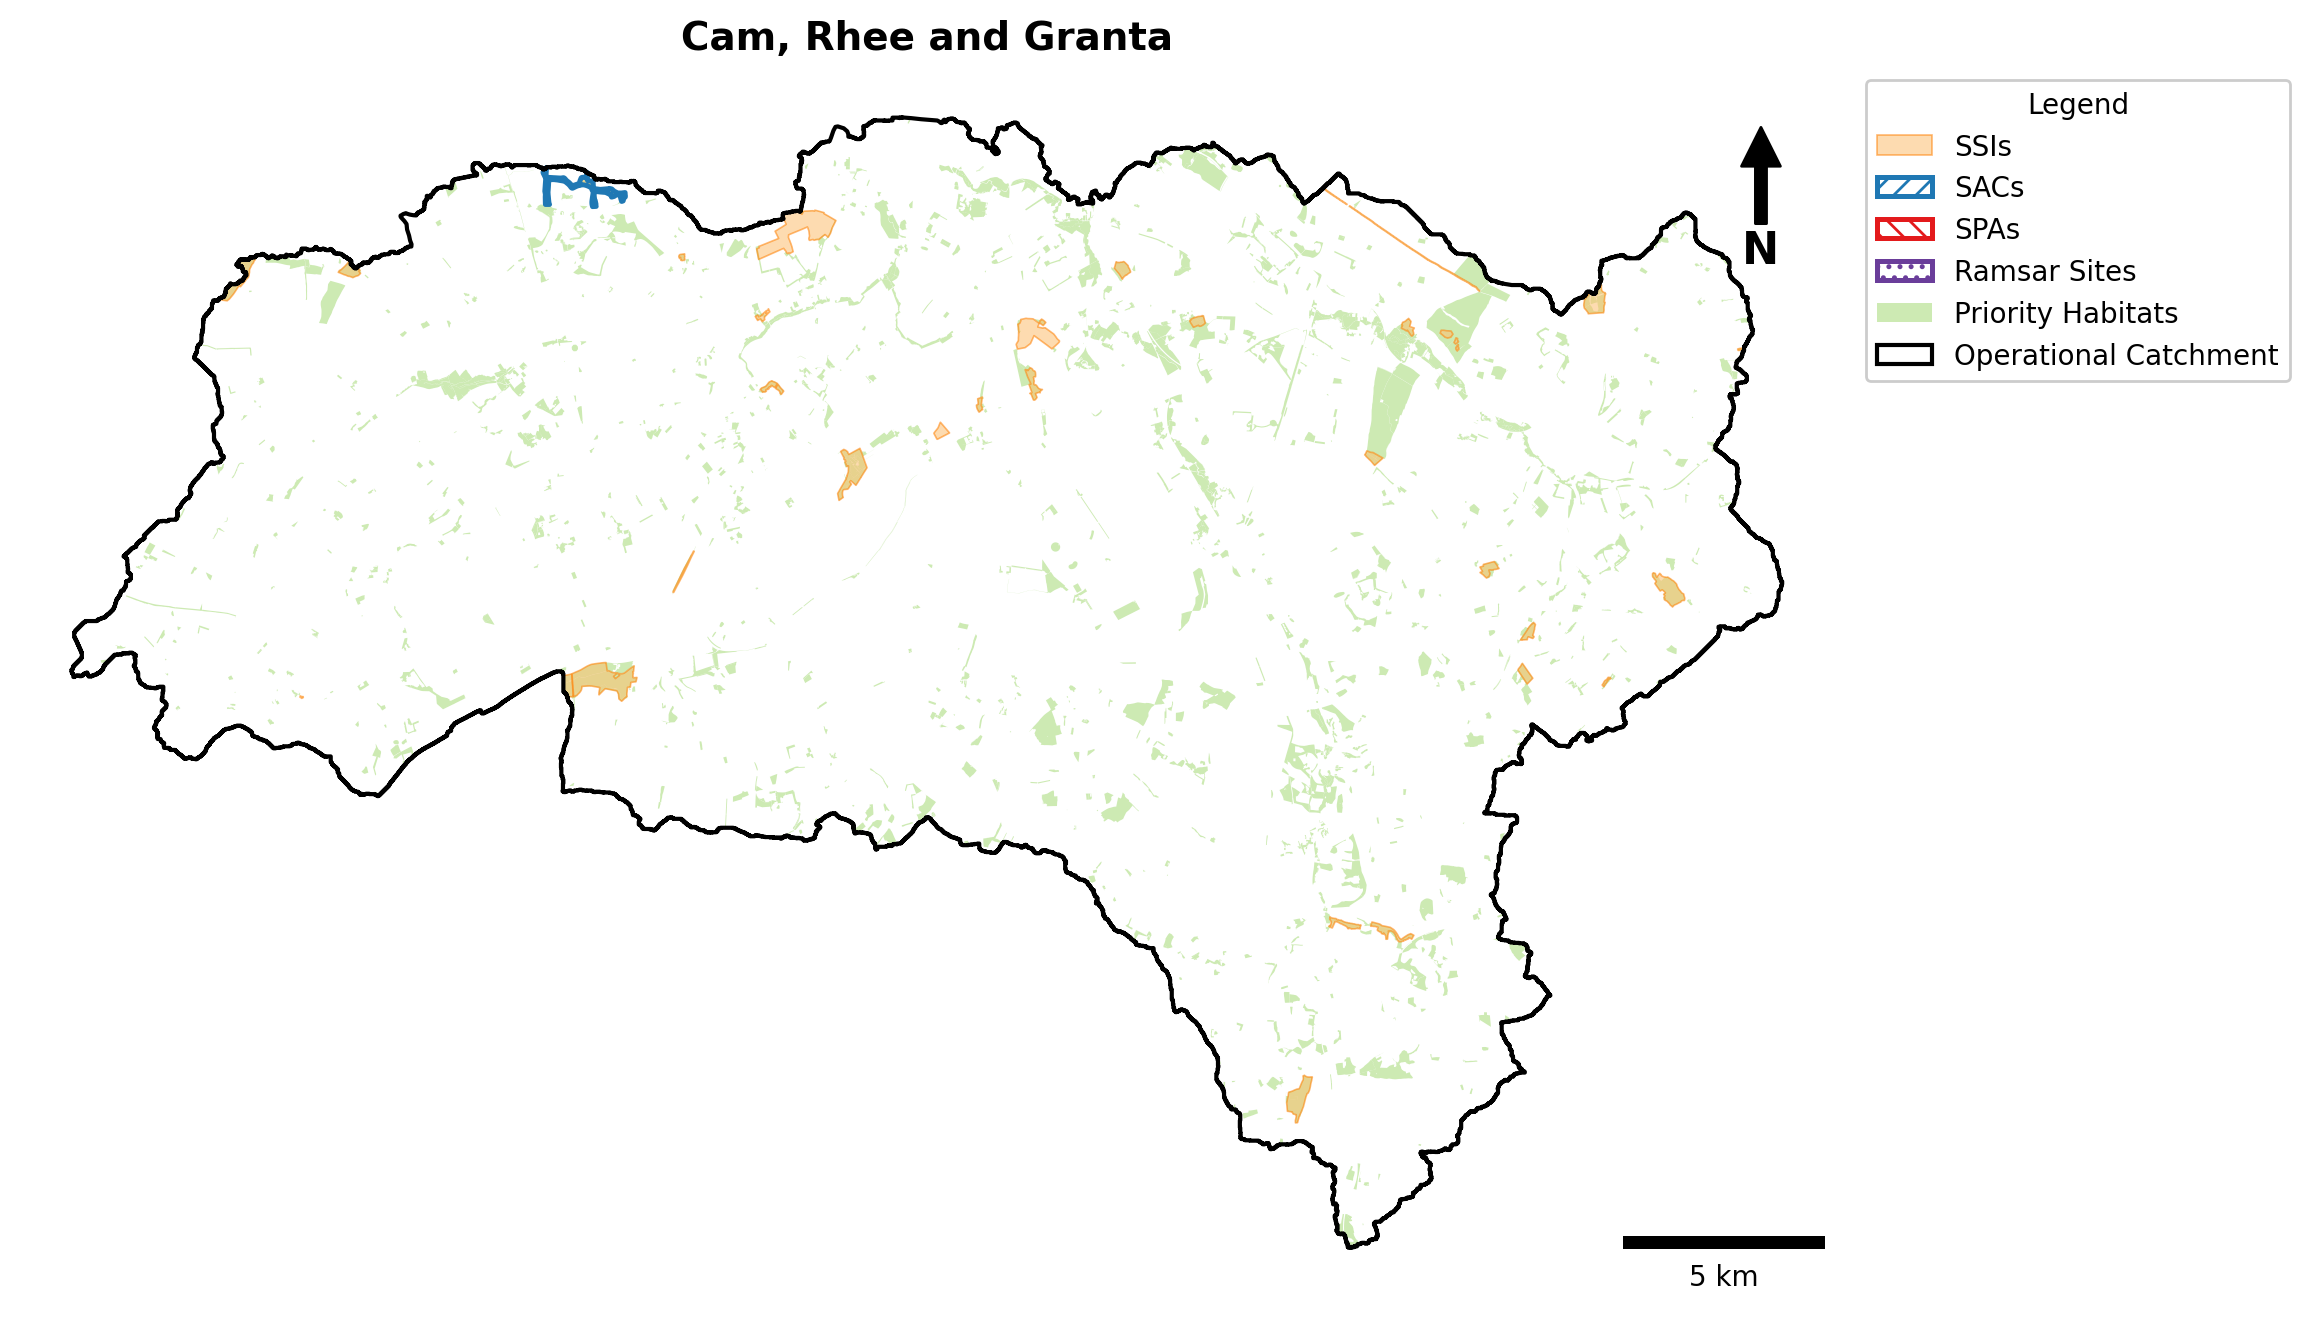 Cam, Rhee and Granta
Legend
SSIs
SACs
SPAs
Ramsar Sites
Priority Habitats
Operational Catchment
N
5 km